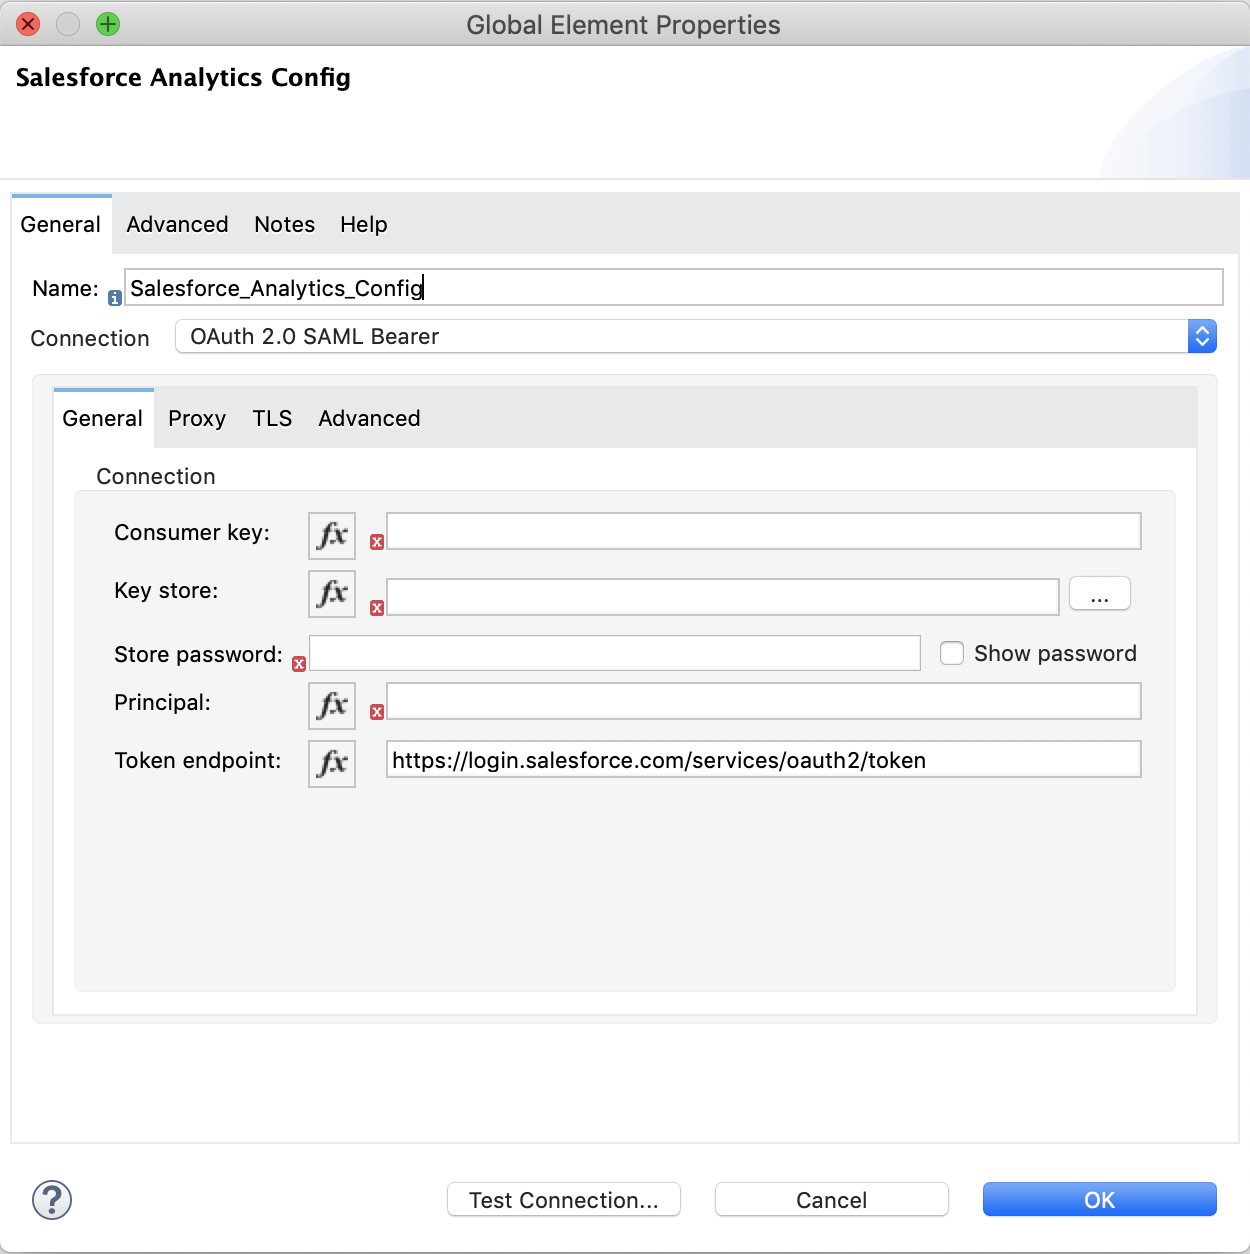 Global Element Properties
Salesforce Analytics Config
General Advanced Notes Help
Name: Salesforce_Analytics_Config
Connection OAuth 2.0 SAML Bearer
General Proxy TLS Advanced
Connection
Consumer key: fx
Key store: fx ...
Store password: Show password
Principal: fx
Token endpoint: fx https://login.salesforce.com/services/oauth2/token
? Test Connection... Cancel OK